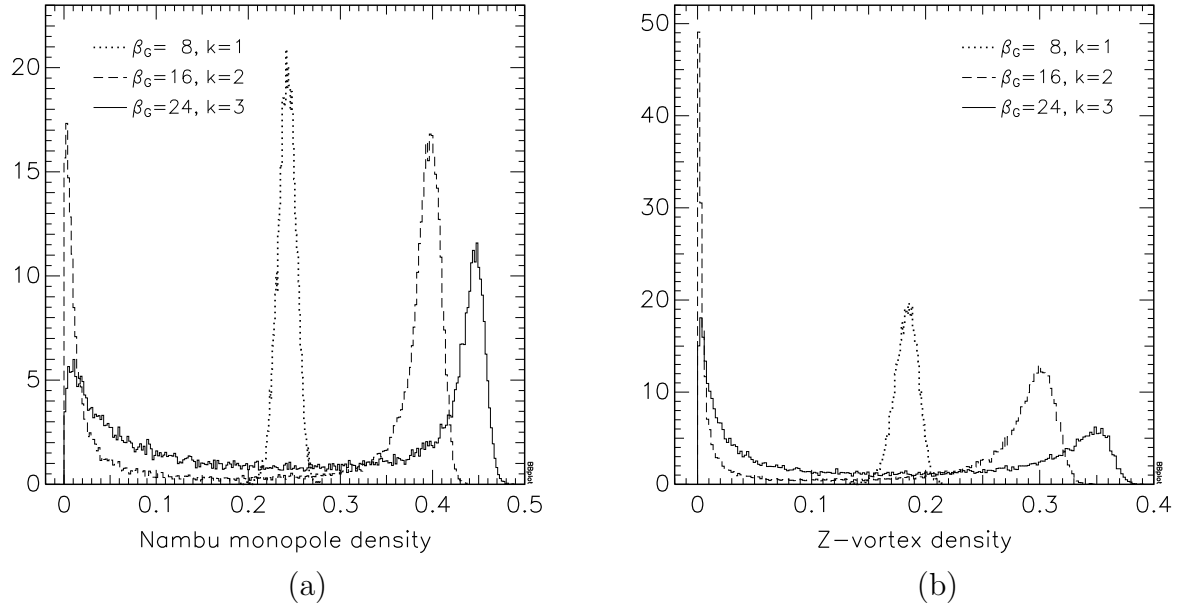 βG= 8, k=1
βG=16, k=2
βG=24, k=3
20
15
10
5
0
0 0.1 0.2 0.3 0.4 0.5
Nambu monopole density
BBplot
(a)
βG= 8, k=1
βG=16, k=2
βG=24, k=3
50
40
30
20
10
0
0 0.1 0.2 0.3 0.4
Z-vortex density
BBplot
(b)